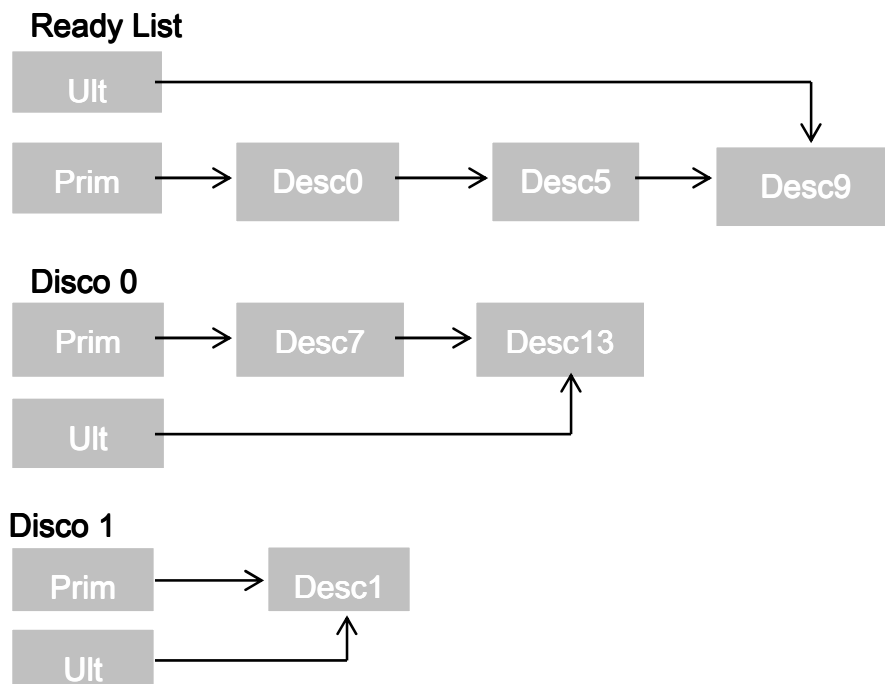 Ready List
Ult
Prim Desc0 Desc5 Desc9
Disco 0
Prim Desc7 Desc13
Ult
Disco 1
Prim Desc1
Ult